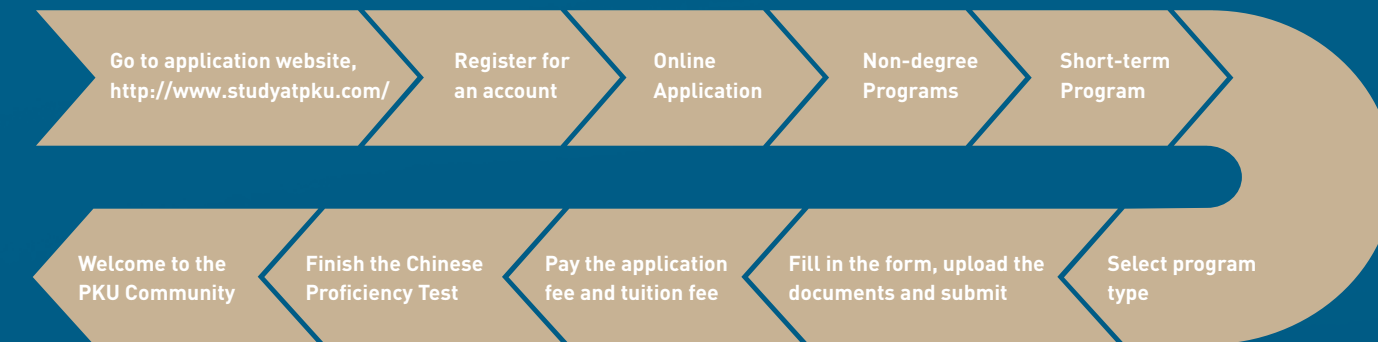 Go to application website,
http://www.studyatpku.com/
Register for
an account
Online
Application
Non-degree
Programs
Short-term
Program
Select program
type
Fill in the form, upload the
documents and submit
Pay the application
fee and tuition fee
Finish the Chinese
Proficiency Test
Welcome to the
PKU Community